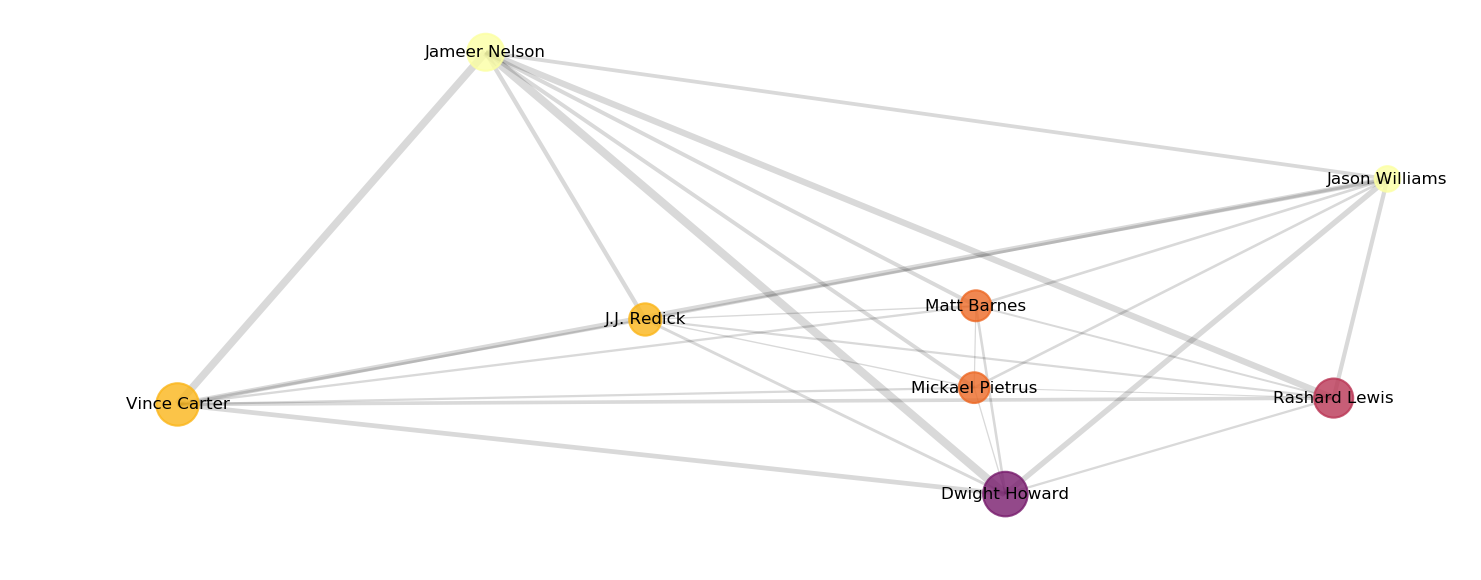 Jameer Nelson
Jason Williams
Matt Barnes
J.J. Redick
Mickael Pietrus
Rashard Lewis
Vince Carter
Dwight Howard